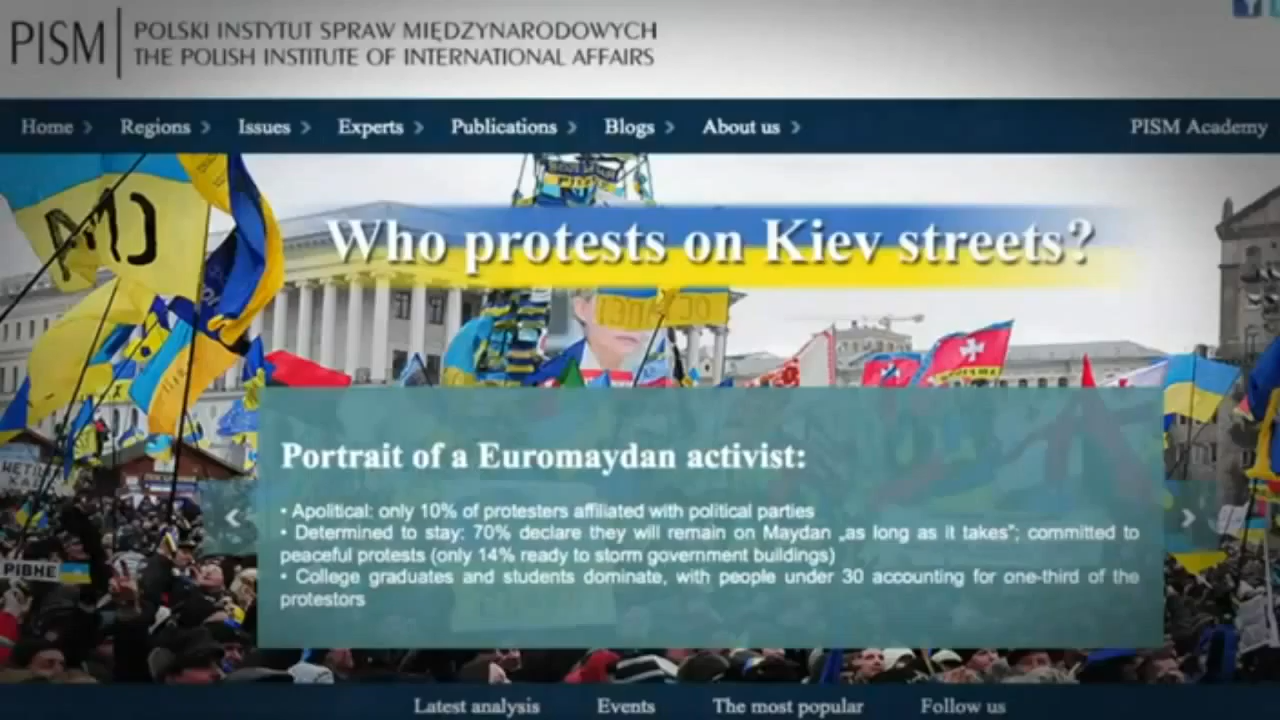 PISM
POLSKI INSTYTUT SPRAW MIĘDZYNARODOWYCH
THE POLISH INSTITUTE OF INTERNATIONAL AFFAIRS
Home Regions Issues Experts Publications Blogs About us PISM Academy
Who protests on Kiev streets?
Portrait of a Euromaydan activist:
• Apolitical: only 10% of protesters affiliated with political parties
• Determined to stay: 70% declare they will remain on Maydan „as long as it takes”; committed to
peaceful protests (only 14% ready to storm government buildings)
• College graduates and students dominate, with people under 30 accounting for one-third of the
protestors
РІВНЕ
Latest analysis Events The most popular Follow us